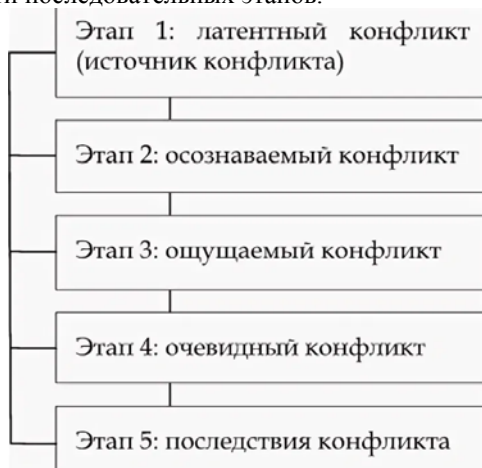 последовательных этапов.
Этап 1: латентный конфликт
(источник конфликта)
Этап 2: осознаваемый конфликт
Этап 3: ощущаемый конфликт
Этап 4: очевидный конфликт
Этап 5: последствия конфликта